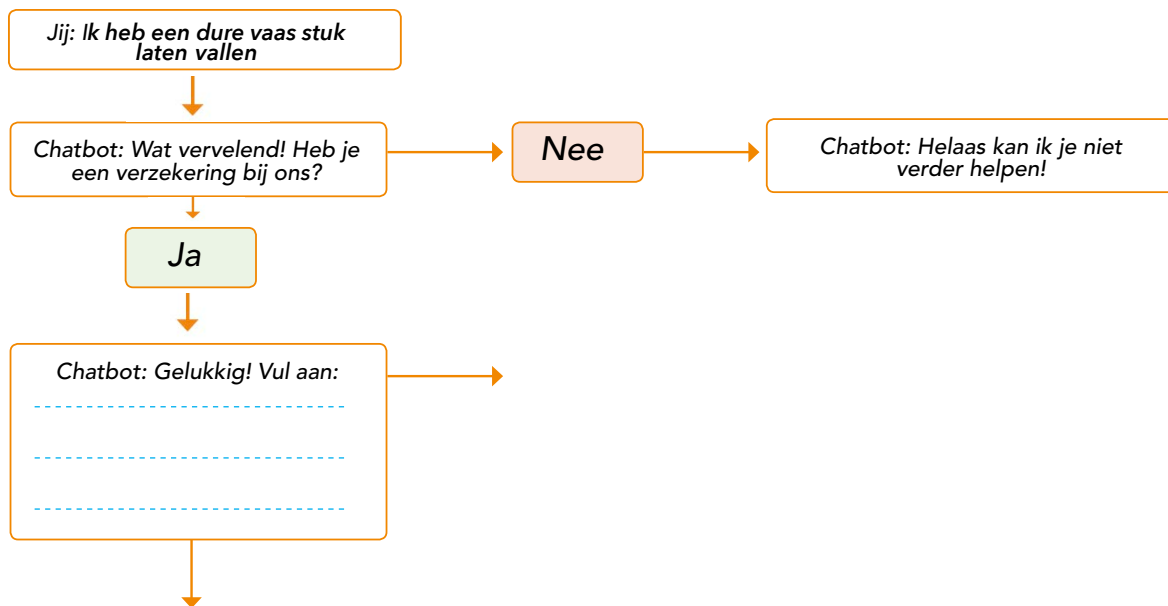 Jij: Ik heb een dure vaas stuk
laten vallen
Chatbot: Wat vervelend! Heb je
een verzekering bij ons?
Nee
Chatbot: Helaas kan ik je niet
verder helpen!
Ja
Chatbot: Gelukkig! Vul aan: